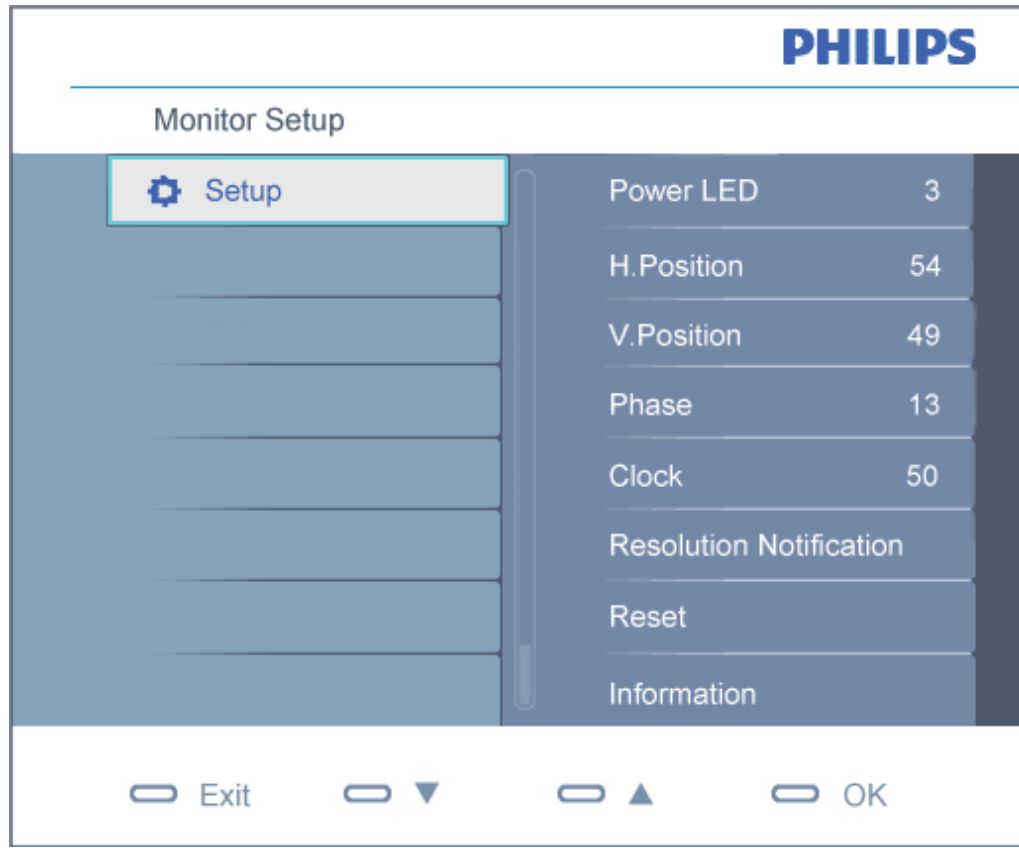 PHILIPS
Monitor Setup
Setup
Power LED 3
H.Position 54
V.Position 49
Phase 13
Clock 50
Resolution Notification
Reset
Information
Exit ▼ ▲ OK